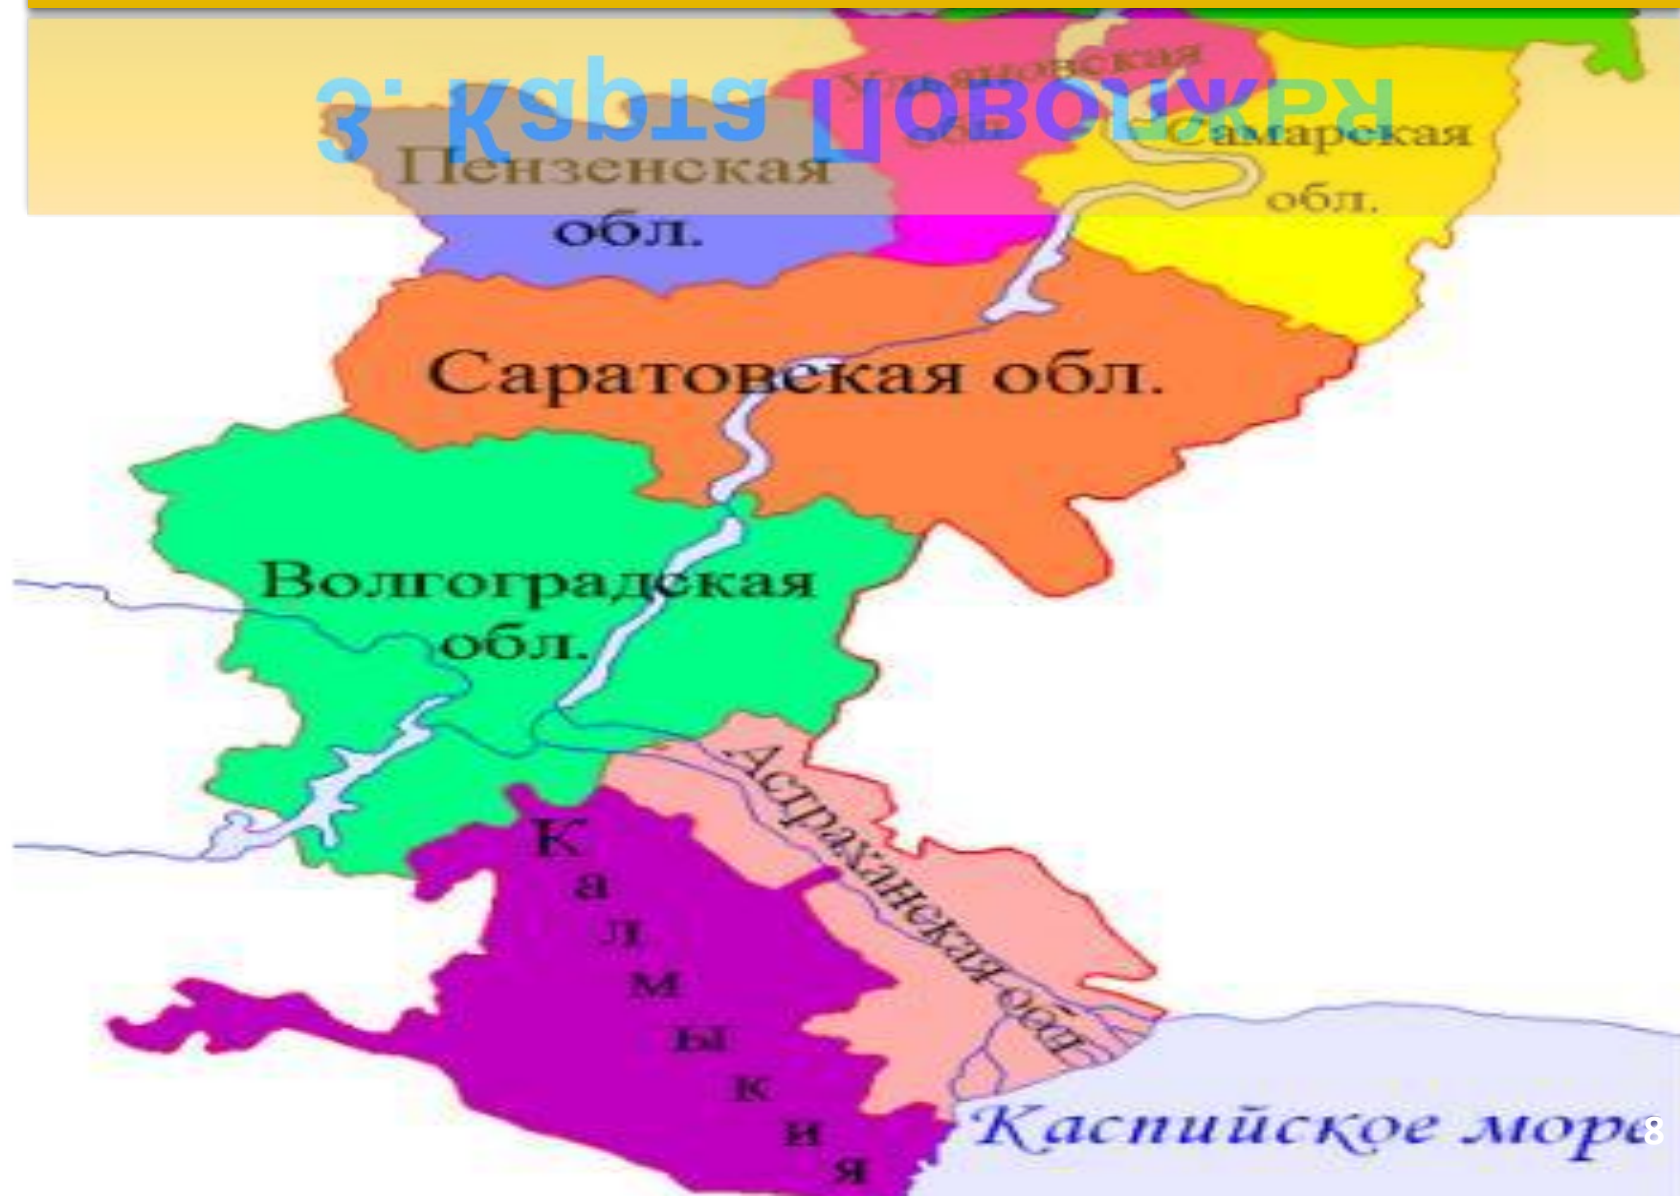 3. Карта Поволжья
Ульяновская
обл.
Самарская
обл.
Пензенская
обл.
Саратовская обл.
Волгоградская
обл.
Астраханская обл.
Калмыкия
Каспийское море
8